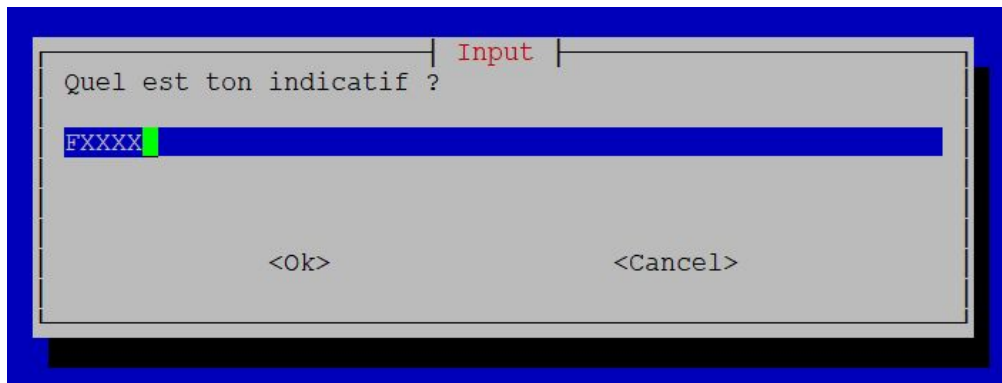 Input
Quel est ton indicatif ?
FXXXX
<Ok> <Cancel>